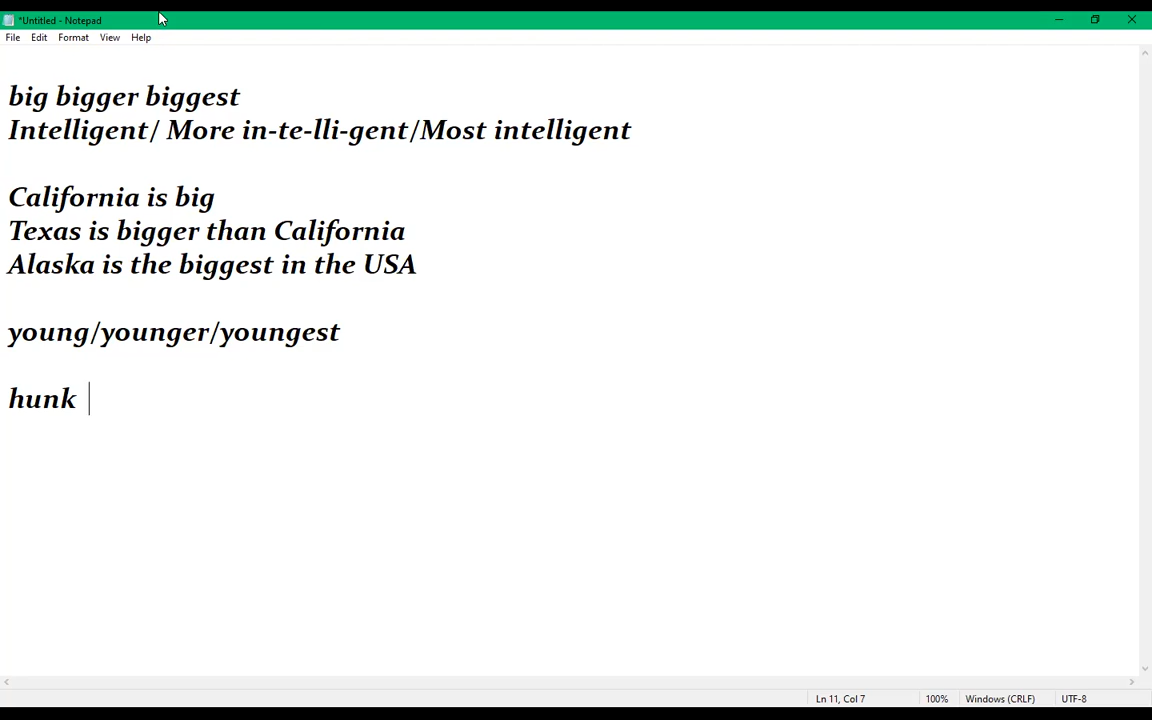 *Untitled - Notepad
File Edit Format View Help
big bigger biggest
Intelligent/ More in-te-lli-gent/Most intelligent
California is big
Texas is bigger than California
Alaska is the biggest in the USA
young/younger/youngest
hunk
Ln 11, Col 7 100% Windows (CRLF) UTF-8